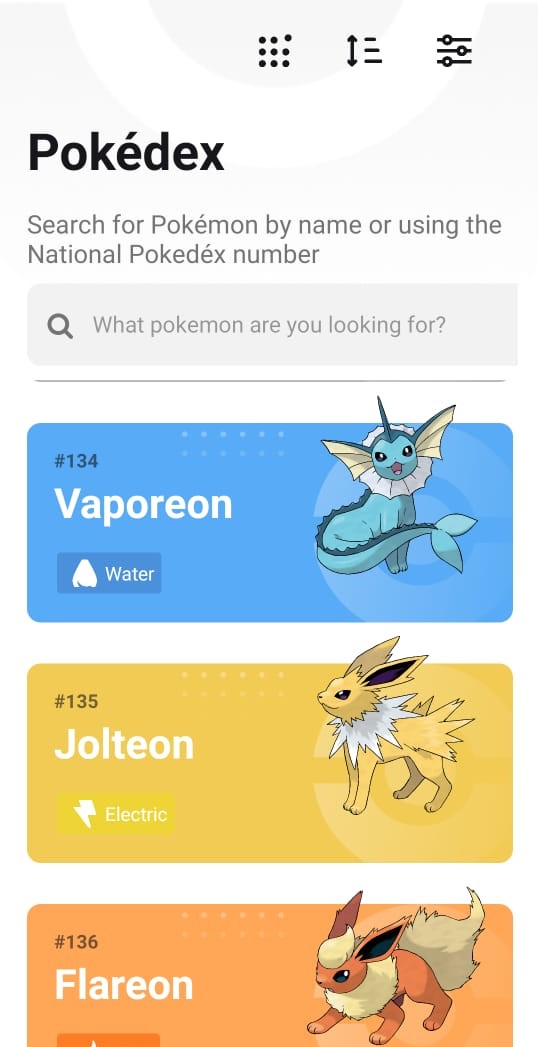 Pokédex
Search for Pokémon by name or using the
National Pokedéx number
What pokemon are you looking for?
#134
Vaporeon
Water
#135
Jolteon
Electric
#136
Flareon